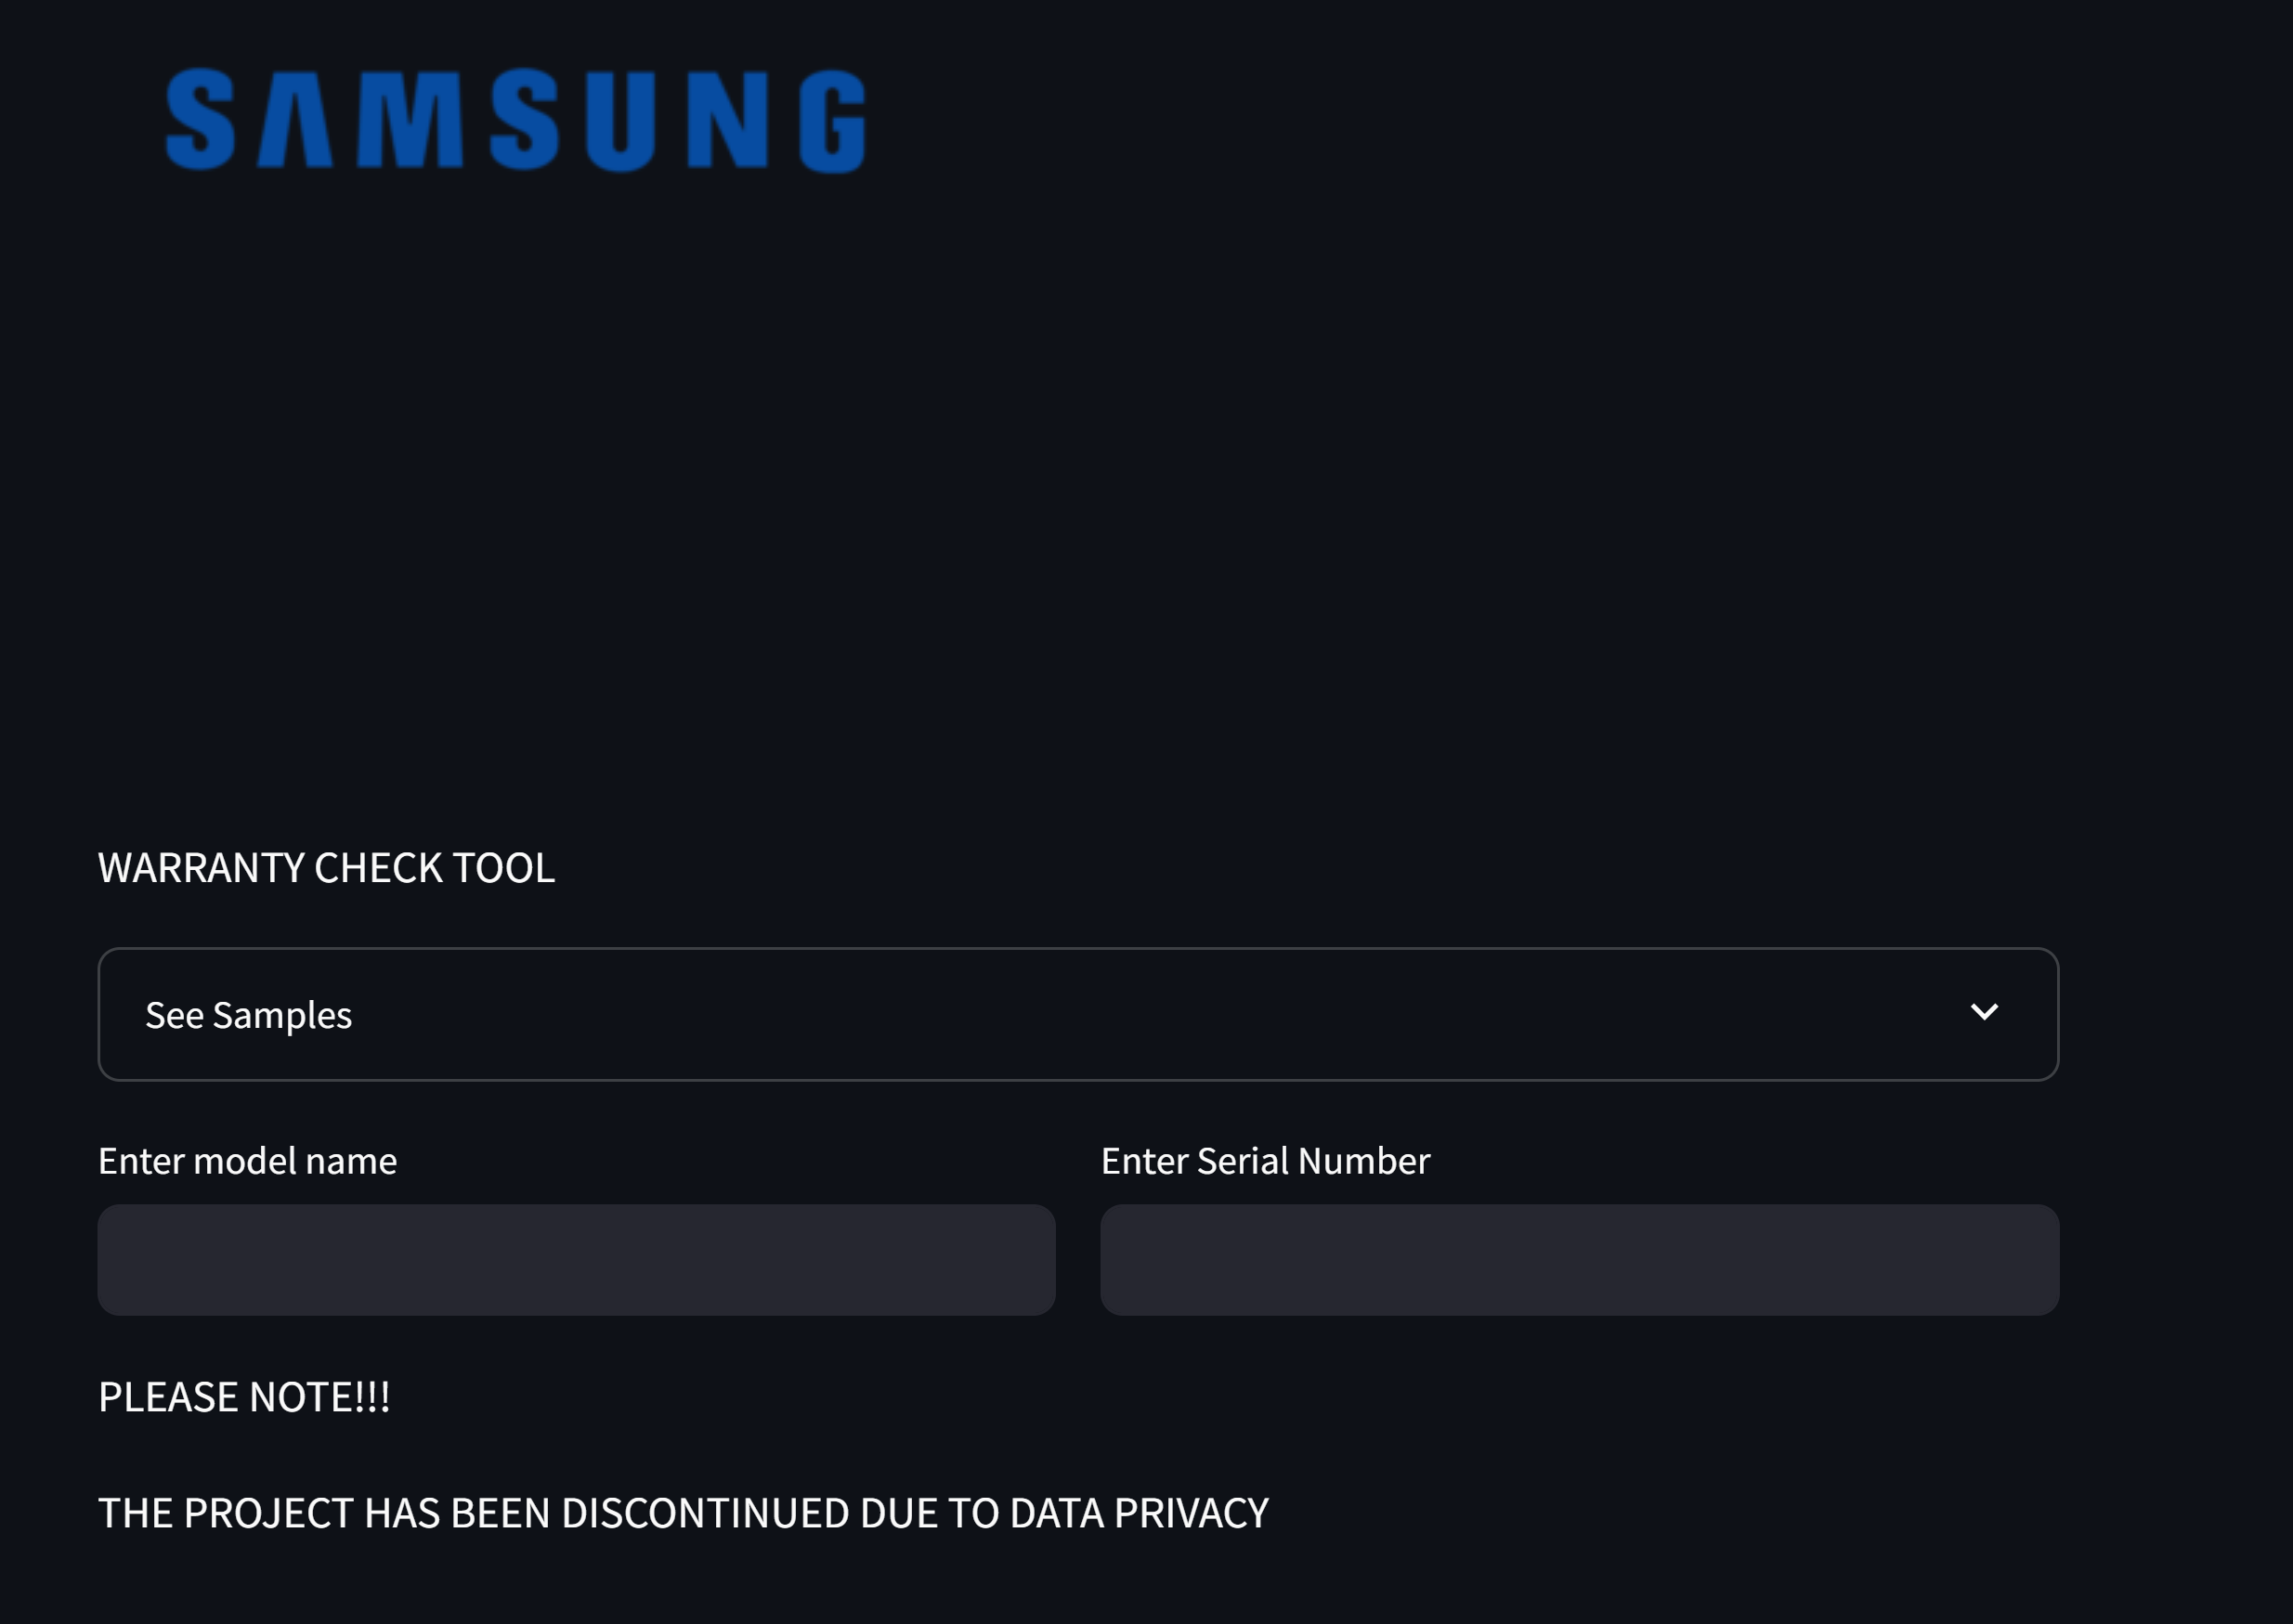 SAMSUNG
WARRANTY CHECK TOOL
See Samples
Enter model name
Enter Serial Number
PLEASE NOTE!!!
THE PROJECT HAS BEEN DISCONTINUED DUE TO DATA PRIVACY